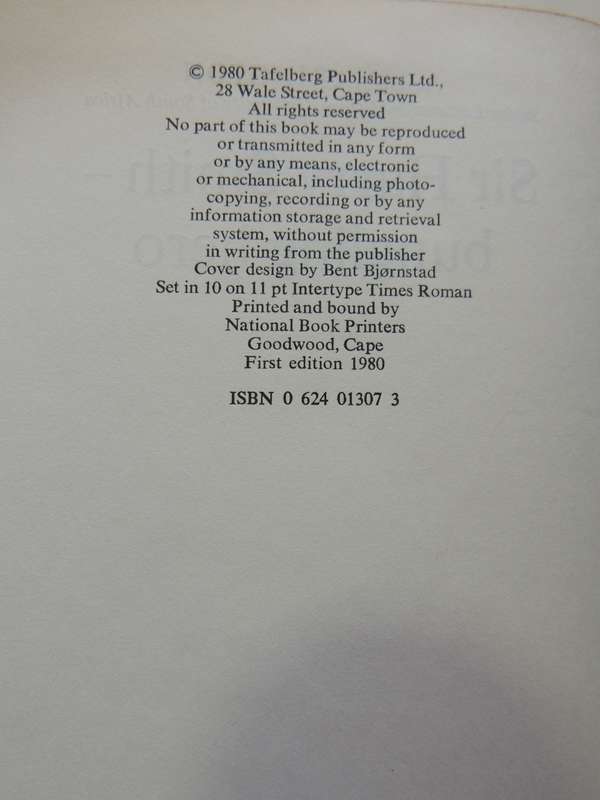 © 1980 Tafelberg Publishers Ltd.,
28 Wale Street, Cape Town
All rights reserved
No part of this book may be reproduced
or transmitted in any form
or by any means, electronic
or mechanical, including photo-
copying, recording or by any
information storage and retrieval
system, without permission
in writing from the publisher
Cover design by Bent Bjørnstad
Set in 10 on 11 pt Intertype Times Roman
Printed and bound by
National Book Printers
Goodwood, Cape
First edition 1980
ISBN 0 624 01307 3